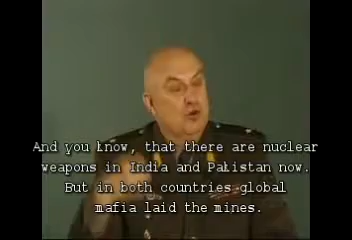 And you know, that there are nuclear
weapons in India and Pakistan now.
But in both countries global
mafia laid the mines.